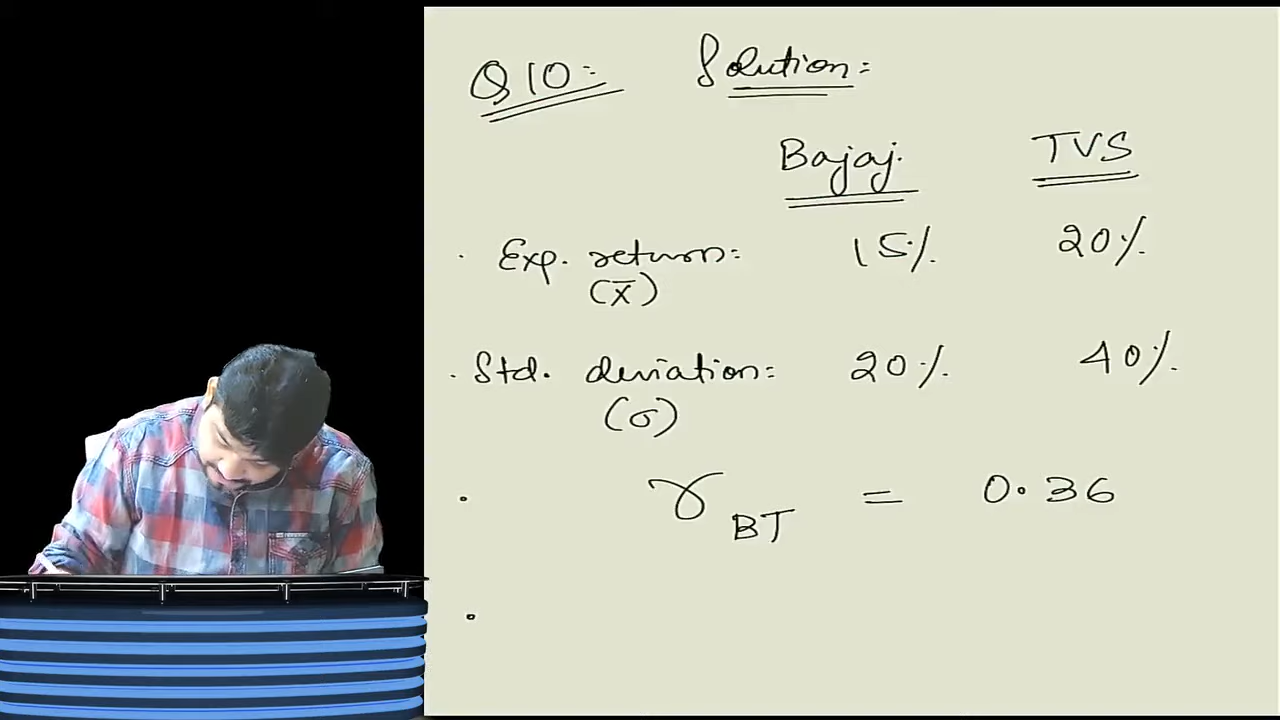 Q10:- Solution:-
Bajaj. TVS
· Exp. return:- 15%. 20%.
(x̄)
· Std. deviation:- 20%. 40%.
(σ)
· r BT = 0.36
·